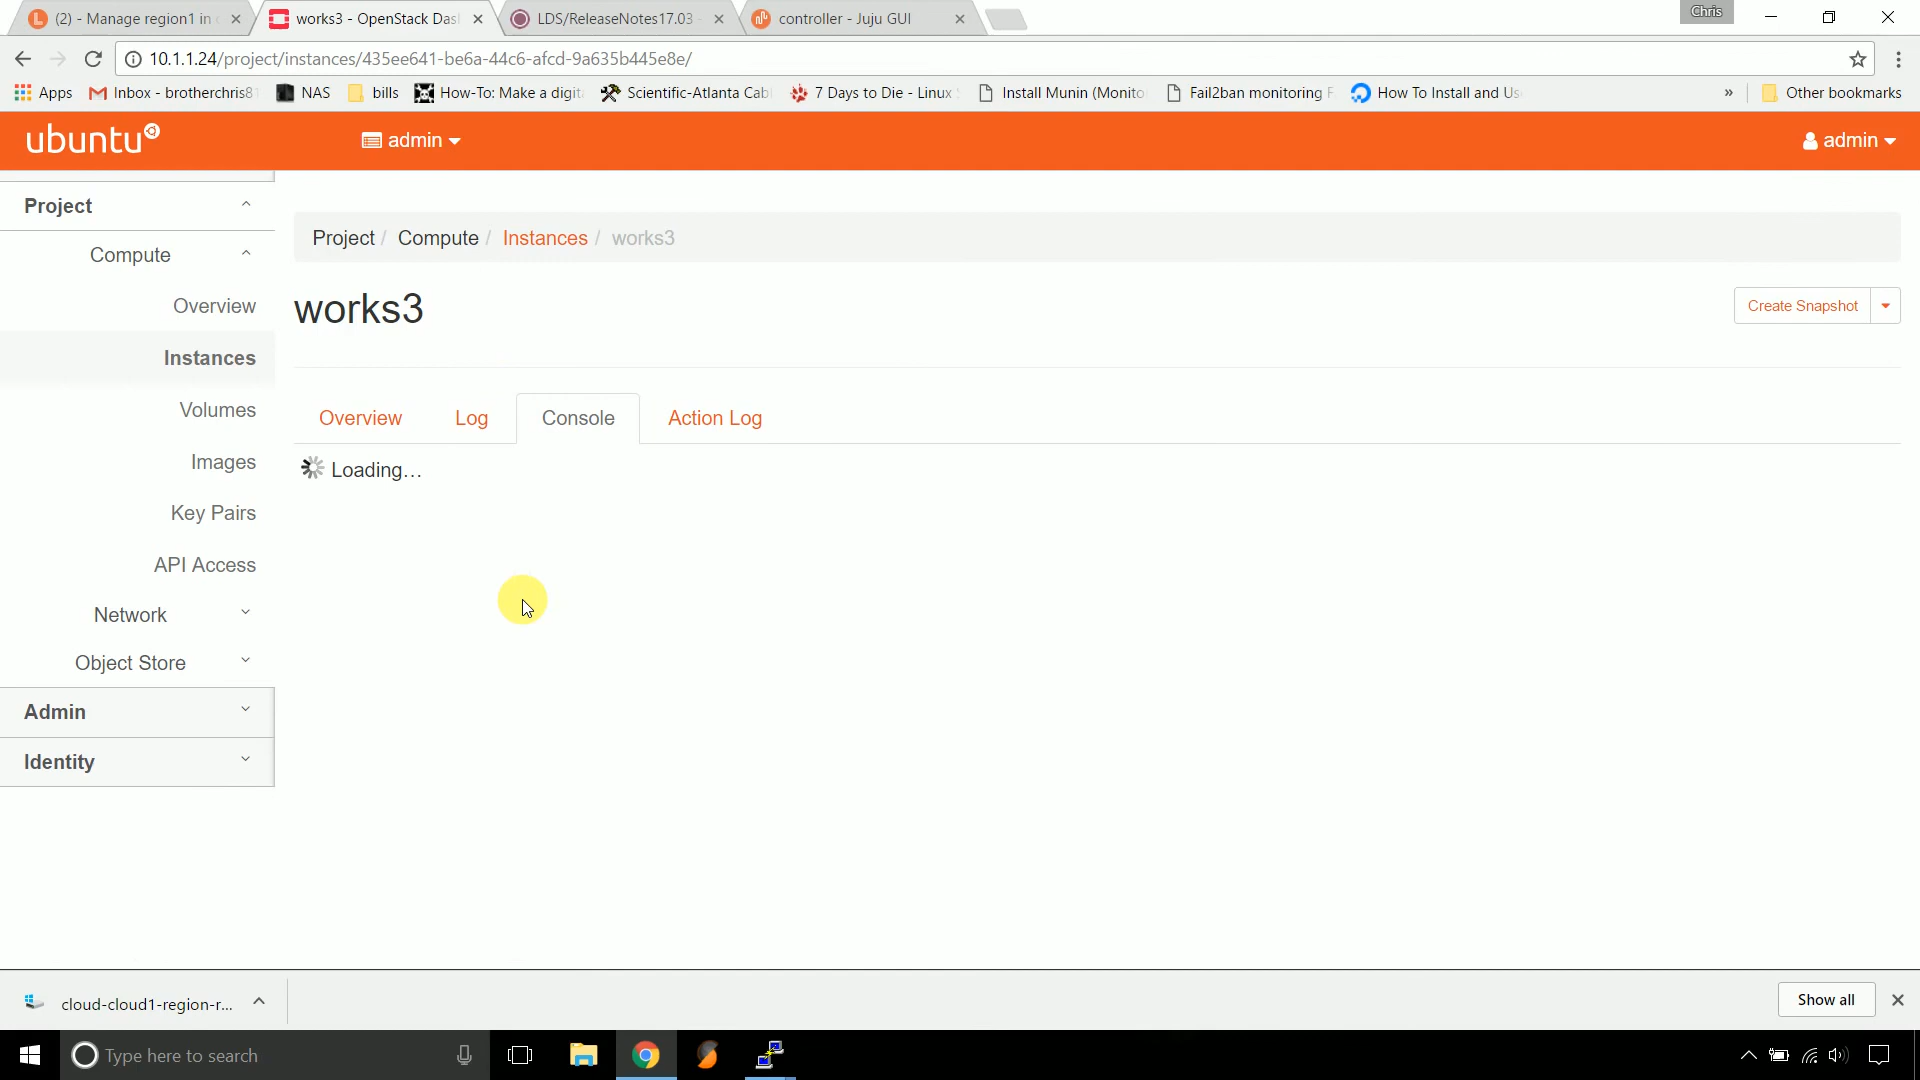 (2) - Manage region1 in
works3 - OpenStack Das
LDS/ReleaseNotes17.03 -
controller - Juju GUI
Chris
10.1.1.24/project/instances/435ee641-be6a-44c6-afcd-9a635b445e8e/
Apps
Inbox - brotherchris8
NAS
bills
How-To: Make a digit
Scientific-Atlanta Cab
7 Days to Die - Linux
Install Munin (Monito
Fail2ban monitoring F
How To Install and Us
»
Other bookmarks
ubuntu
admin
admin
Project
Compute
Overview
Instances
Volumes
Images
Key Pairs
API Access
Network
Object Store
Admin
Identity
Project / Compute / Instances / works3
works3
Create Snapshot
Overview
Log
Console
Action Log
Loading…
cloud-cloud1-region-r...
Show all
Type here to search